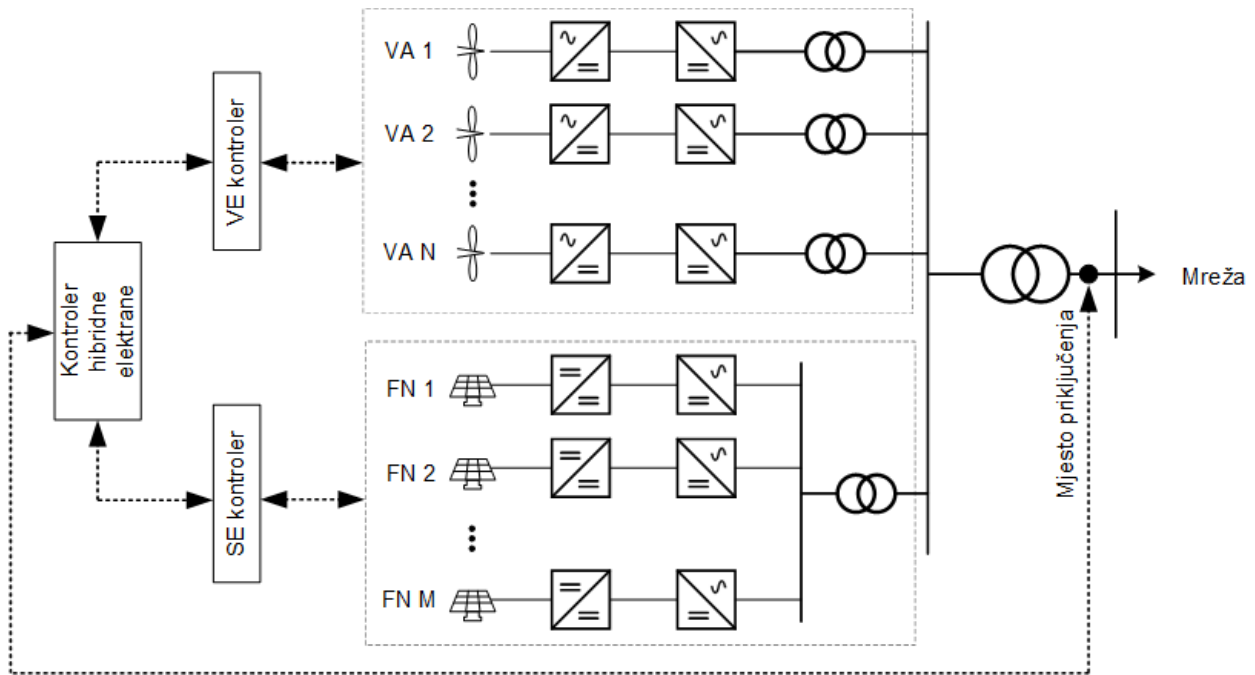 VA 1
VA 2
VA N
VE kontroler
Kontroler
hibridne
elektrane
SE kontroler
FN 1
FN 2
FN M
Mjesto priključenja
Mreža